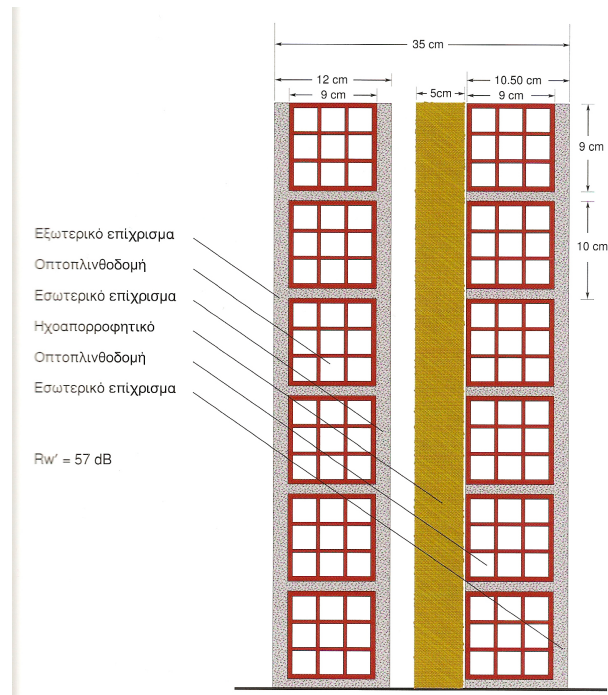 35 cm
12 cm
10.50 cm
9 cm
5cm
9 cm
9 cm
10 cm
Εξωτερικό επίχρισμα
Οπτοπλινθοδομή
Εσωτερικό επίχρισμα
Ηχοαπορροφητικό
Οπτοπλινθοδομή
Εσωτερικό επίχρισμα
Rw' = 57 dB